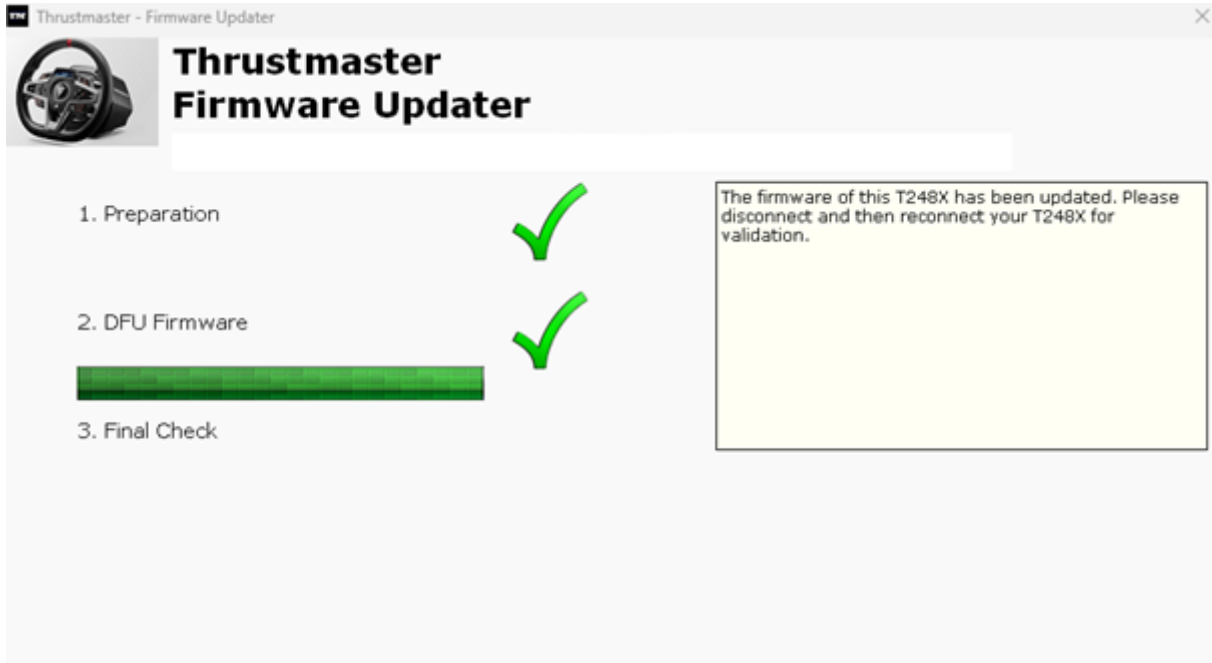 Thrustmaster - Firmware Updater
Thrustmaster
Firmware Updater
1. Preparation
The firmware of this T248X has been updated. Please
disconnect and then reconnect your T248X for
validation.
2. DFU Firmware
3. Final Check